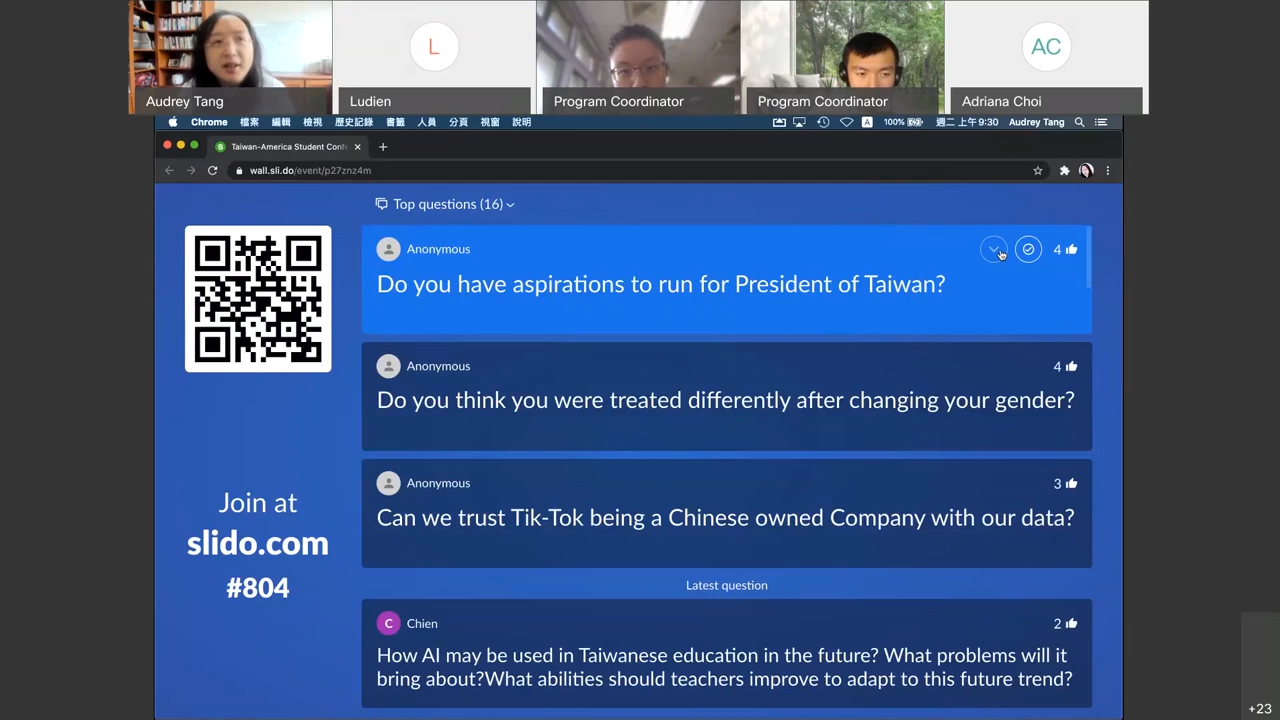 Audrey Tang
L
Ludien
Program Coordinator
Program Coordinator
AC
Adriana Choi
Chrome 檔案 編輯 檢視 歷史記錄 書籤 人員 分頁 視窗 說明 A 100% 週二 上午9:30 Audrey Tang
S Taiwan-America Student Confe
wall.sli.do/event/p27znz4m
Top questions (16)
Anonymous 4
Do you have aspirations to run for President of Taiwan?
Anonymous 4
Do you think you were treated differently after changing your gender?
Anonymous 3
Can we trust Tik-Tok being a Chinese owned Company with our data?
Join at
slido.com
#804
Latest question
C Chien 2
How AI may be used in Taiwanese education in the future? What problems will it
bring about?What abilities should teachers improve to adapt to this future trend?
+23